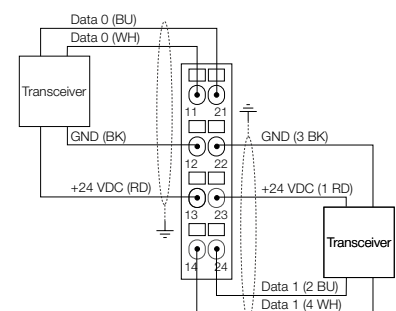 Data 0 (BU)
Data 0 (WH)
Transceiver
11 21
GND (BK)
GND (3 BK)
12 22
+24 VDC (RD)
+24 VDC (1 RD)
13 23
Transceiver
14 24
Data 1 (2 BU)
Data 1 (4 WH)